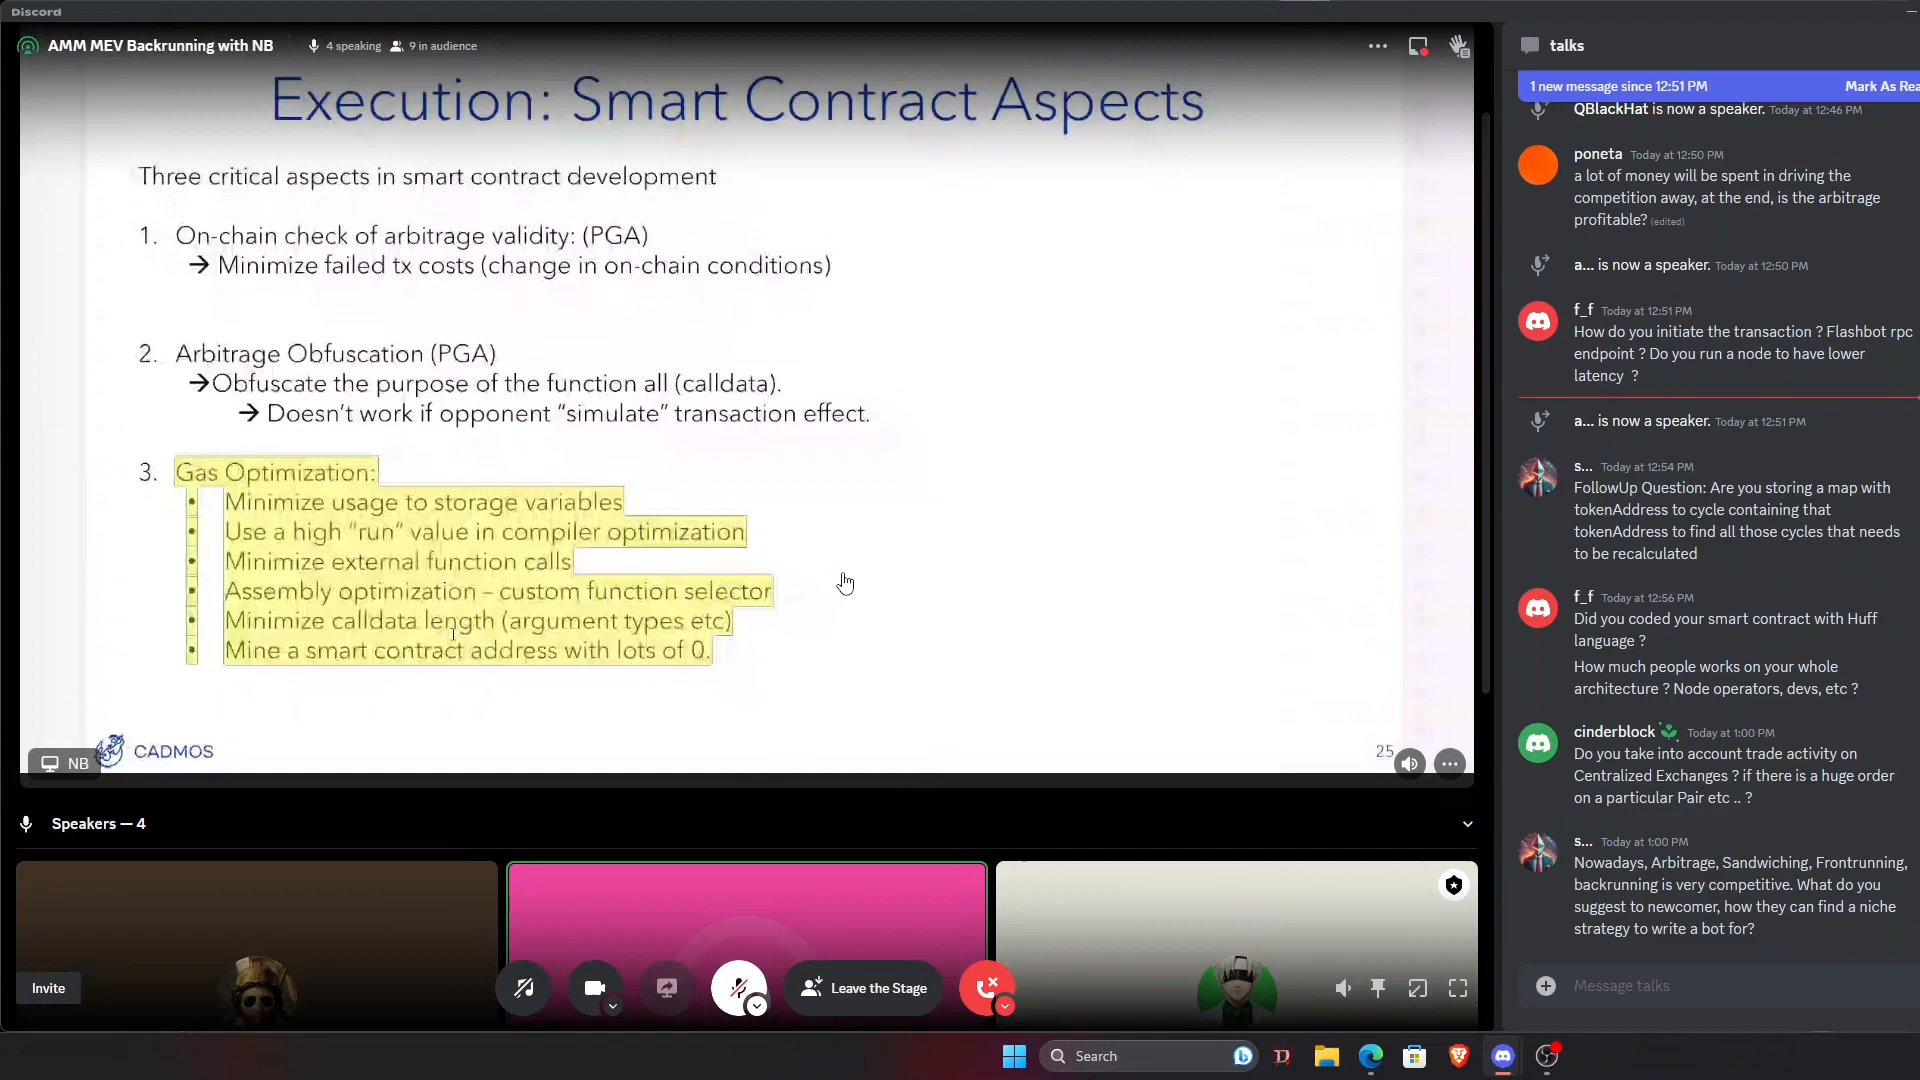 Discord
AMM MEV Backrunning with NB
4 speaking
9 in audience
Execution: Smart Contract Aspects
Three critical aspects in smart contract development
1. On-chain check of arbitrage validity: (PGA)
→ Minimize failed tx costs (change in on-chain conditions)
2. Arbitrage Obfuscation (PGA)
→Obfuscate the purpose of the function all (calldata).
→ Doesn't work if opponent “simulate” transaction effect.
3. Gas Optimization:
• Minimize usage to storage variables
• Use a high “run” value in compiler optimization
• Minimize external function calls
• Assembly optimization – custom function selector
• Minimize calldata length (argument types etc)
• Mine a smart contract address with lots of 0.
CADMOS
25
NB
Speakers — 4
Invite
Leave the Stage
talks
1 new message since 12:51 PM
Mark As Rea
QBlackHat is now a speaker. Today at 12:46 PM
poneta Today at 12:50 PM
a lot of money will be spent in driving the
competition away, at the end, is the arbitrage
profitable? (edited)
a... is now a speaker. Today at 12:50 PM
f_f Today at 12:51 PM
How do you initiate the transaction ? Flashbot rpc
endpoint ? Do you run a node to have lower
latency ?
a... is now a speaker. Today at 12:51 PM
s... Today at 12:54 PM
FollowUp Question: Are you storing a map with
tokenAddress to cycle containing that
tokenAddress to find all those cycles that needs
to be recalculated
f_f Today at 12:56 PM
Did you coded your smart contract with Huff
language ?
How much people works on your whole
architecture ? Node operators, devs, etc ?
cinderblock Today at 1:00 PM
Do you take into account trade activity on
Centralized Exchanges ? if there is a huge order
on a particular Pair etc .. ?
s... Today at 1:00 PM
Nowadays, Arbitrage, Sandwiching, Frontrunning,
backrunning is very competitive. What do you
suggest to newcomer, how they can find a niche
strategy to write a bot for?
Message talks
Search